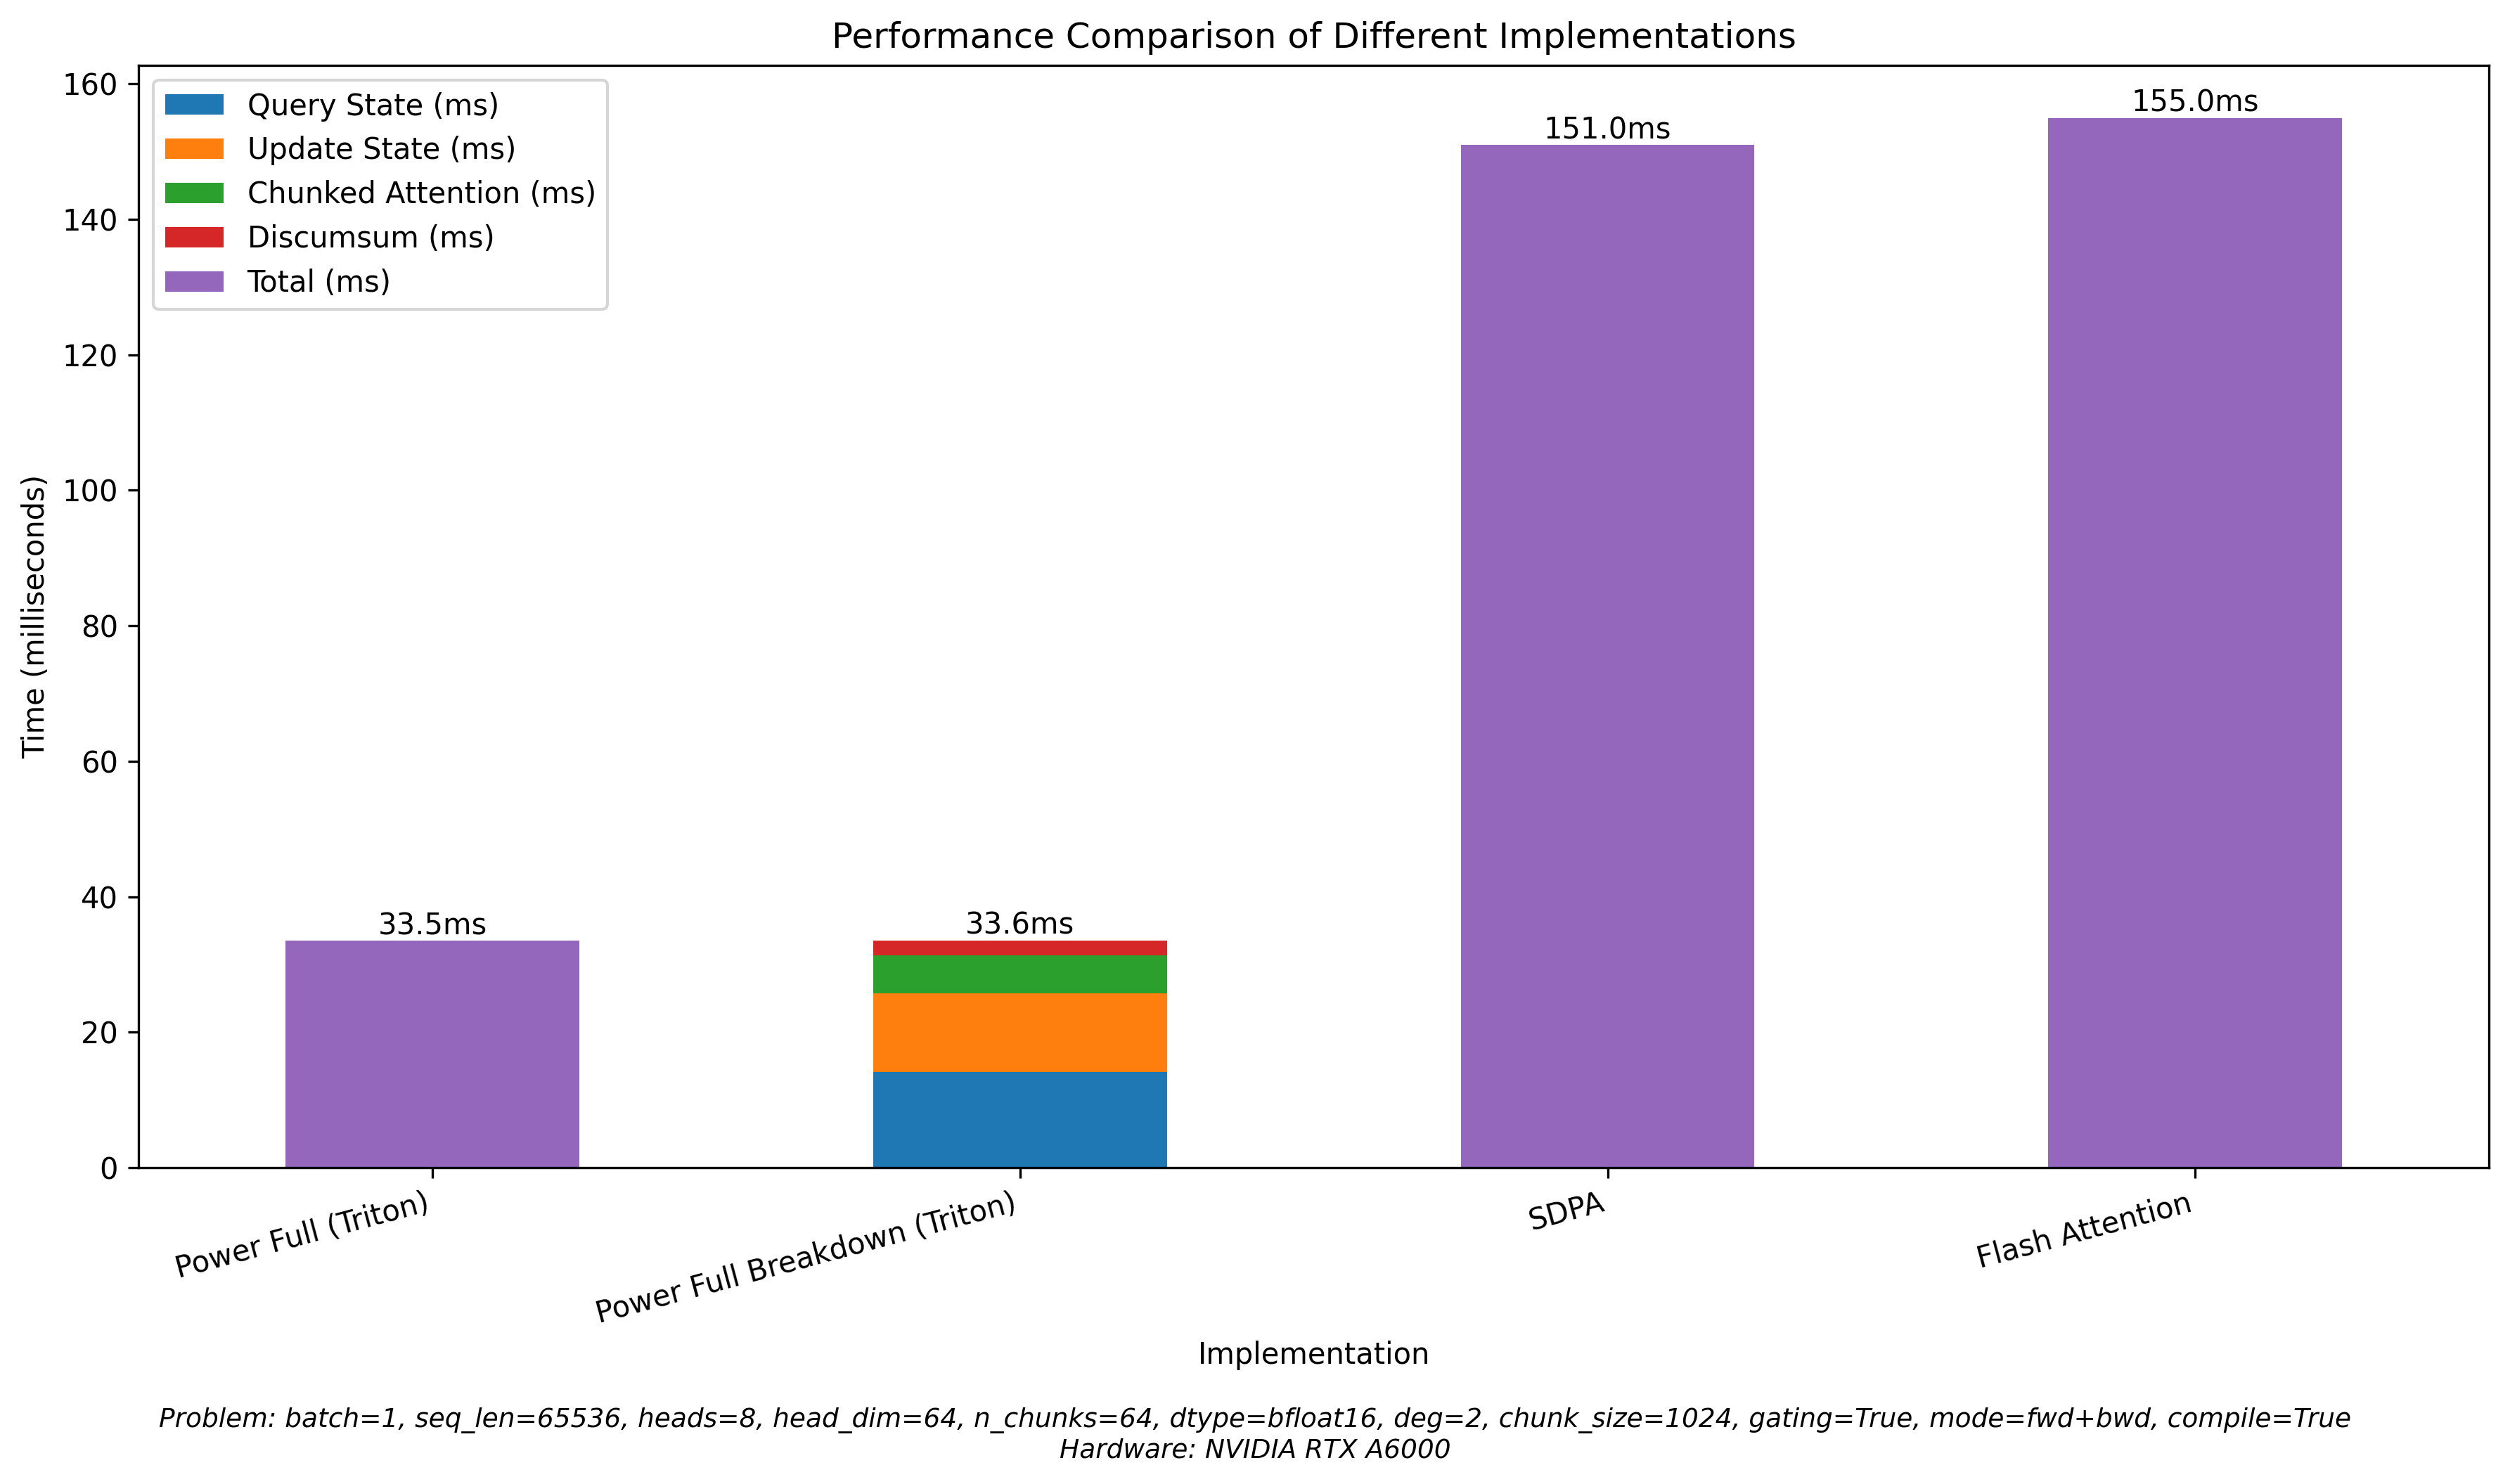 Performance Comparison of Different Implementations
Query State (ms)
Update State (ms)
Chunked Attention (ms)
Discumsum (ms)
Total (ms)
Time (milliseconds)
160
140
120
100
80
60
40
20
0
33.5ms
33.6ms
151.0ms
155.0ms
Power Full (Triton)
Power Full Breakdown (Triton)
SDPA
Flash Attention
Implementation
Problem: batch=1, seq_len=65536, heads=8, head_dim=64, n_chunks=64, dtype=bfloat16, deg=2, chunk_size=1024, gating=True, mode=fwd+bwd, compile=True
Hardware: NVIDIA RTX A6000